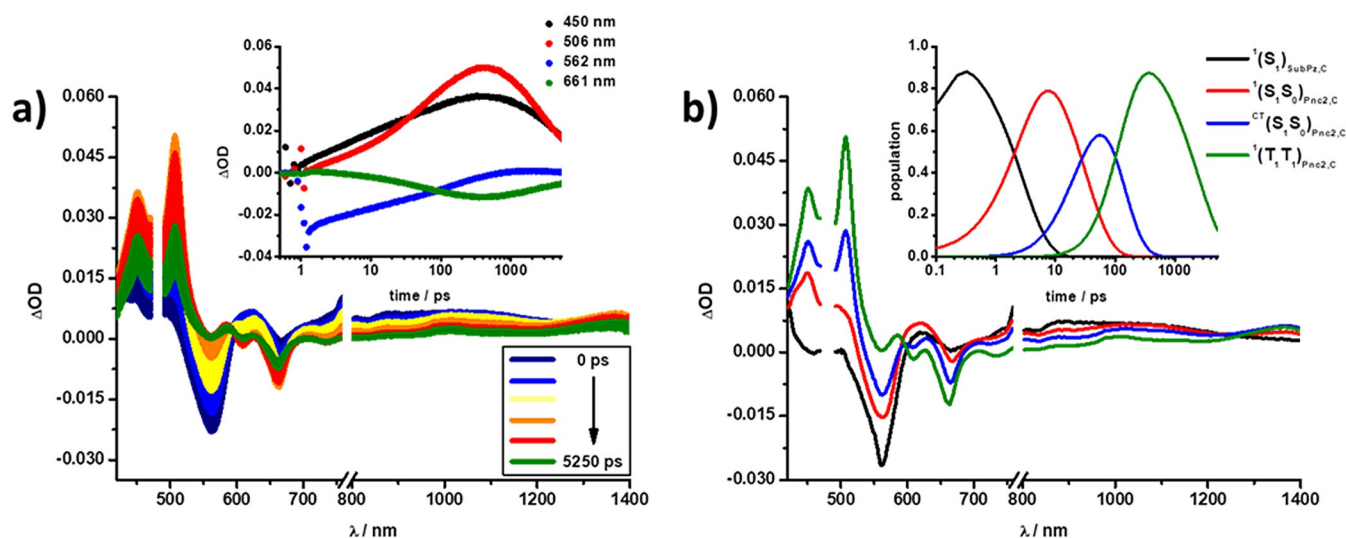 a)
0.060
0.045
0.030
0.015
0.000
-0.015
-0.030
ΔOD
500 600 700 800 1000 1200 1400
λ / nm
450 nm
506 nm
562 nm
661 nm
0.06
0.04
0.02
0.00
-0.02
-0.04
ΔOD
1 10 100 1000
time / ps
0 ps
5250 ps
b)
0.060
0.045
0.030
0.015
0.000
-0.015
-0.030
ΔOD
500 600 700 800 1000 1200 1400
λ / nm
1.0
0.8
0.6
0.4
0.2
0.0
population
0.1 1 10 100 1000
time / ps
¹(S₁)SubPz,C
¹(S₁S₀)Pnc2,C
CT(S₁S₀)Pnc2,C
¹(T₁T₁)Pnc2,C